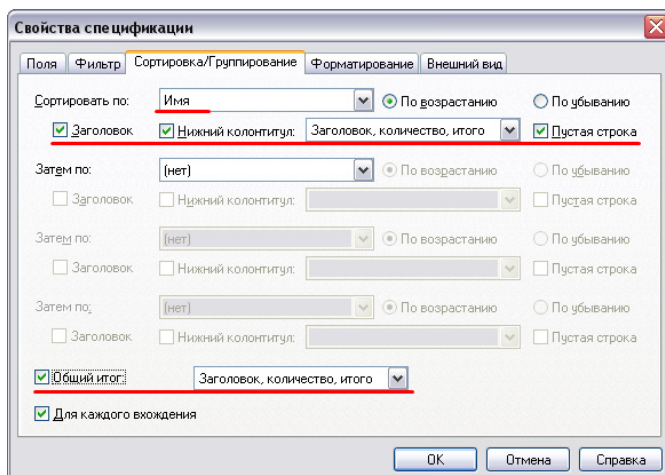 Свойства спецификации
Поля Фильтр Сортировка/Группирование Форматирование Внешний вид
Сортировать по: Имя По возрастанию По убыванию
Заголовок Нижний колонтитул: Заголовок, количество, итого Пустая строка
Затем по: (нет) По возрастанию По убыванию
Заголовок Нижний колонтитул: Пустая строка
Затем по: (нет) По возрастанию По убыванию
Заголовок Нижний колонтитул: Пустая строка
Затем по: (нет) По возрастанию По убыванию
Заголовок Нижний колонтитул: Пустая строка
Общий итог: Заголовок, количество, итого
Для каждого вхождения
OK Отмена Справка